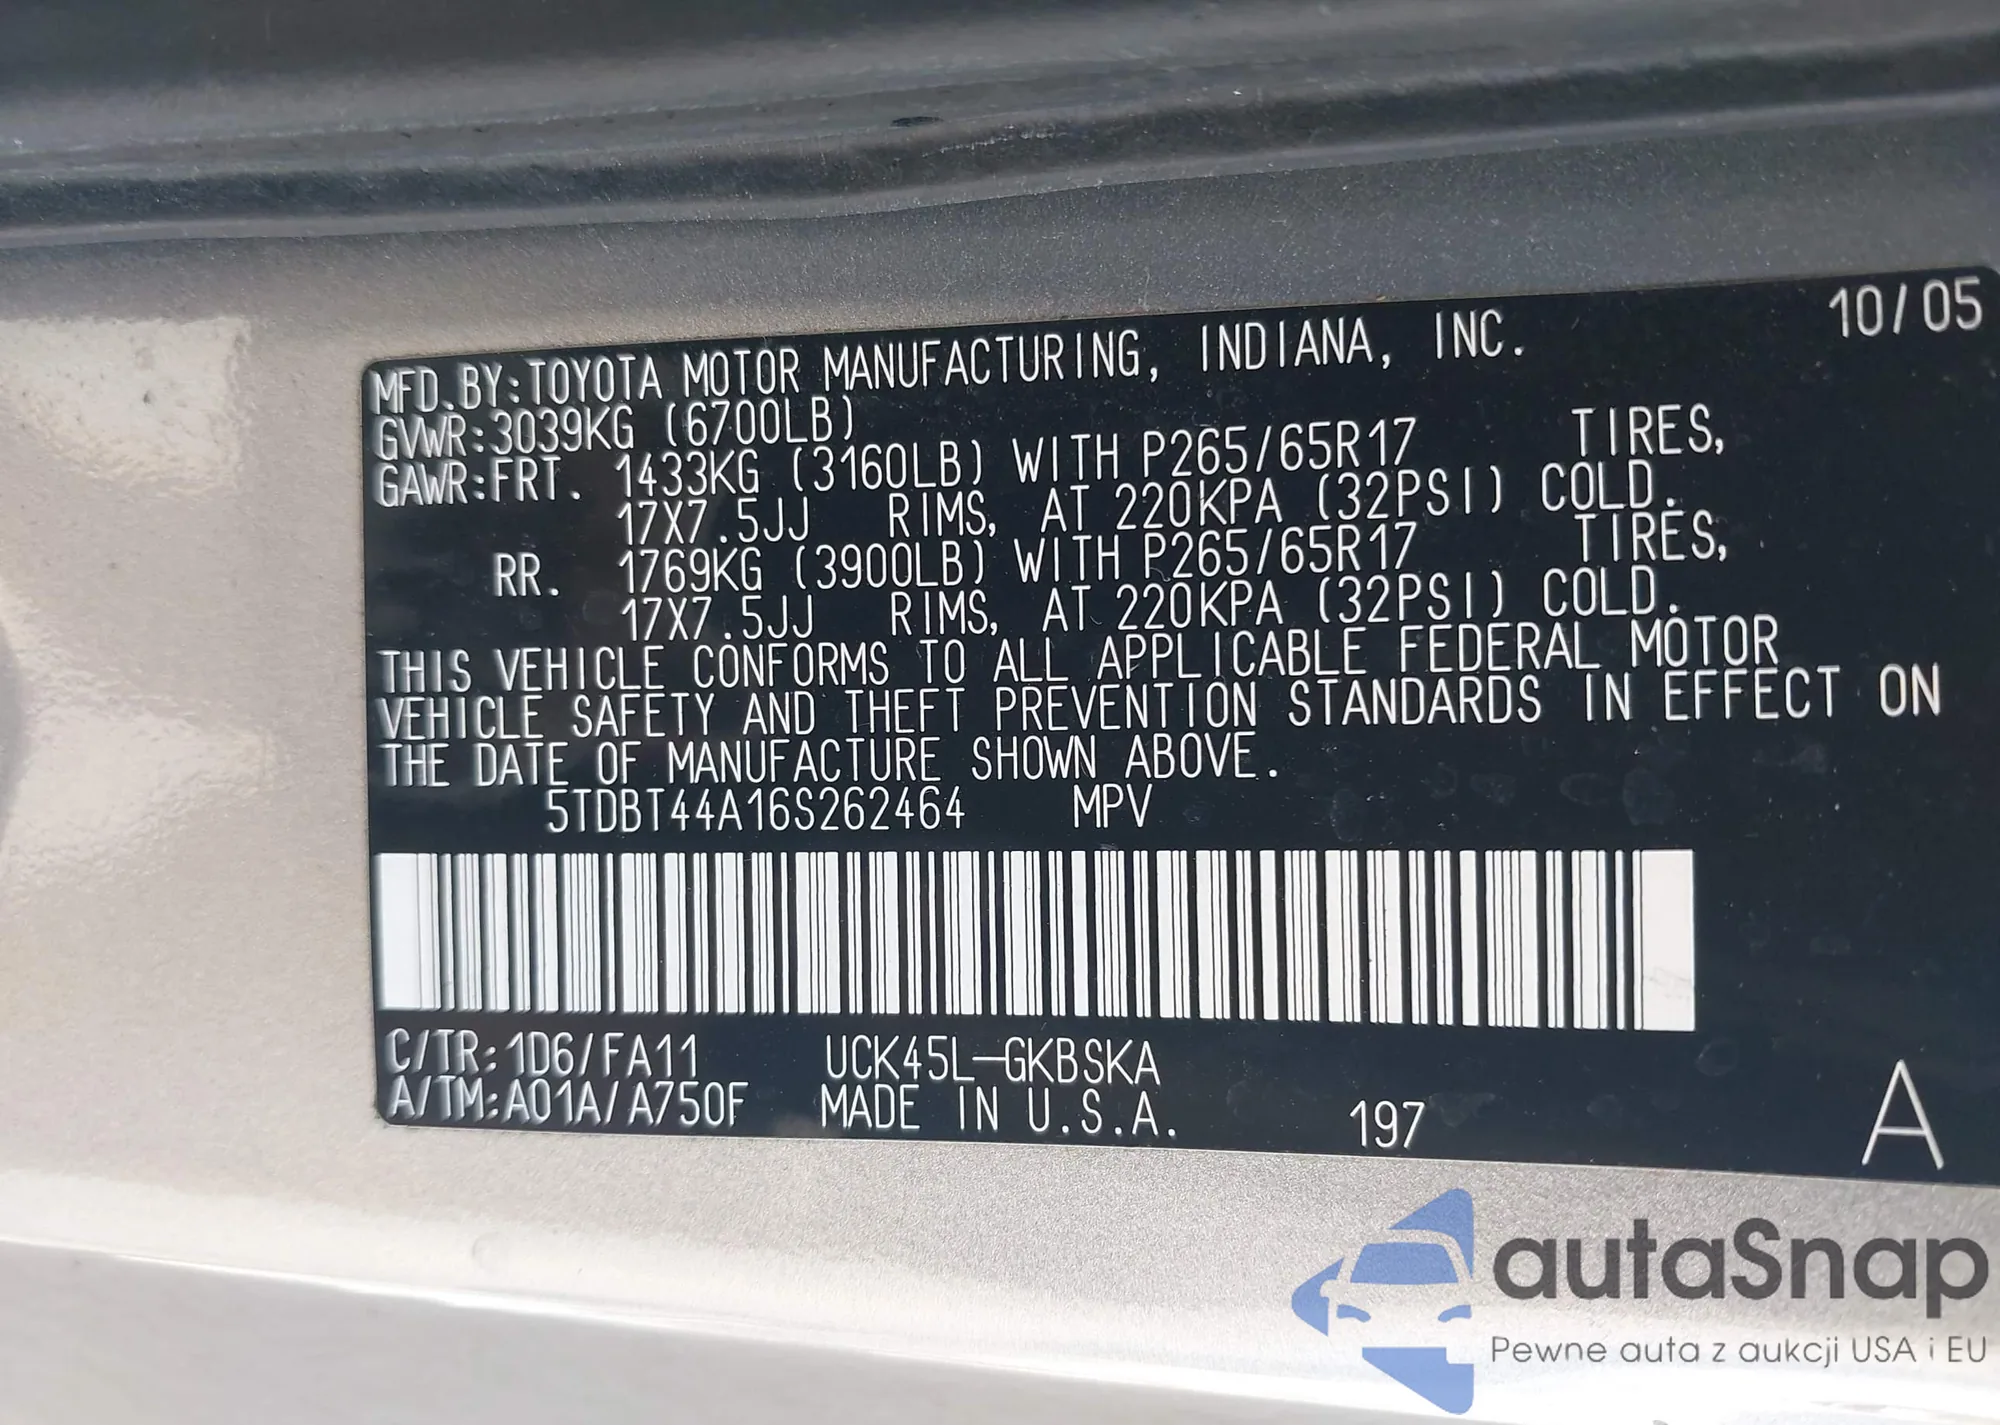 10/05
MFD.BY:TOYOTA MOTOR MANUFACTURING, INDIANA, INC.
GVWR:3039KG (6700LB)
GAWR:FRT. 1433KG (3160LB) WITH P265/65R17 TIRES,
17X7.5JJ RIMS, AT 220KPA (32PSI) COLD.
RR. 1769KG (3900LB) WITH P265/65R17 TIRES,
17X7.5JJ RIMS, AT 220KPA (32PSI) COLD.
THIS VEHICLE CONFORMS TO ALL APPLICABLE FEDERAL MOTOR
VEHICLE SAFETY AND THEFT PREVENTION STANDARDS IN EFFECT ON
THE DATE OF MANUFACTURE SHOWN ABOVE.
5TDBT44A16S262464 MPV
C/TR:1D6/FA11 UCK45L-GKBSKA
A/TM:A01A/A750F MADE IN U.S.A. 197 A
autaSnap
Pewne auta z aukcji USA i EU